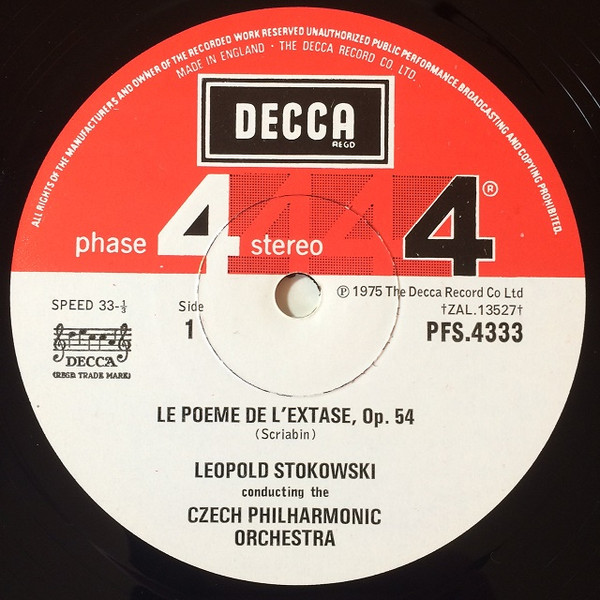 ALL RIGHTS OF THE MANUFACTURERS AND OWNER OF THE RECORDED WORK RESERVED UNAUTHORIZED PUBLIC PERFORMANCE BROADCASTING AND COPYING PROHIBITED.
MADE IN ENGLAND · THE DECCA RECORD CO LTD.
DECCA
REGD
phase 4 stereo 4 4 4®
SPEED 33-⅓
DECCA
(REGD. TRADE MARK)
Side
1
Ⓟ 1975 The Decca Record Co Ltd
†ZAL.13527†
PFS.4333
LE POEME DE L'EXTASE, Op. 54
(Scriabin)
LEOPOLD STOKOWSKI
conducting the
CZECH PHILHARMONIC
ORCHESTRA